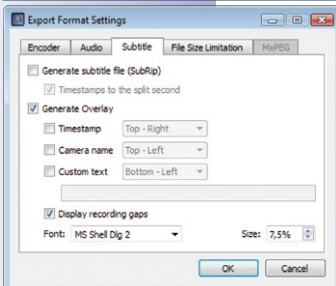 Export Format Settings
Encoder Audio Subtitle File Size Limitation MxPEG
Generate subtitle file (SubRip)
Timestamps to the split second
Generate Overlay
Timestamp Top - Right
Camera name Top - Left
Custom text Bottom - Left
Display recording gaps
Font: MS Shell Dlg 2 Size: 7,5%
OK Cancel